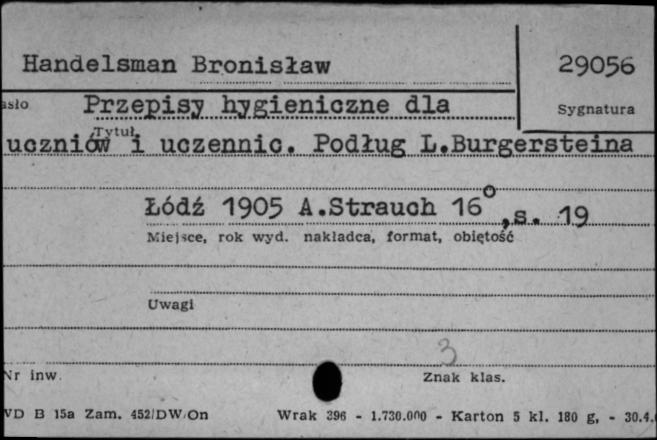 Handelsman Bronisław 29056
Przepisy hygieniczne dla Sygnatura
Tytuł
uczniów i uczennic. Podług L.Burgersteina
Łódź 1905 A.Strauch 16°,s. 19
Miejsce, rok wyd. nakładca, format, objętość
Uwagi
3
Nr inw. Znak klas.
VD B 15a Zam. 452/DW/On Wrak 396 - 1.730.000 - Karton 5 kl. 180 g, - 30.4.